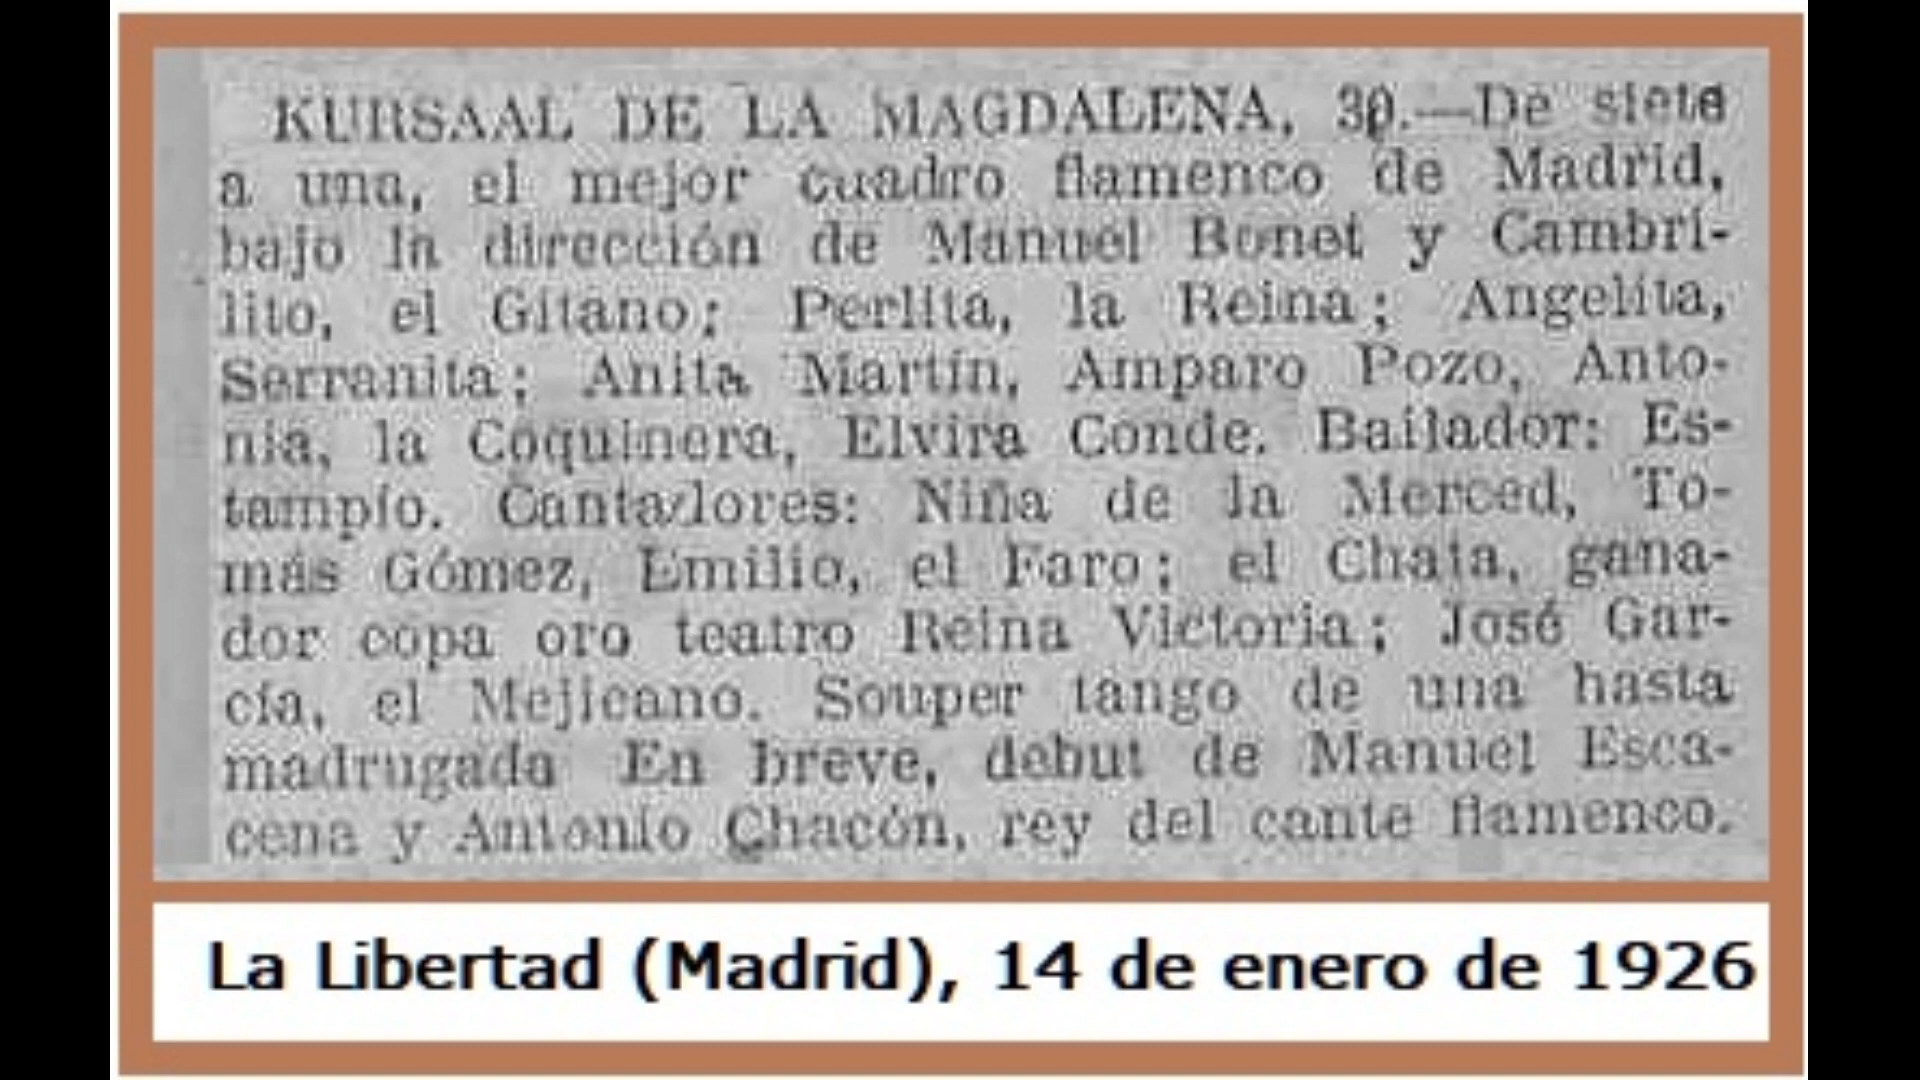 KURSAAL DE LA MAGDALENA, 30.—De siete
a una, el mejor cuadro flamenco de Madrid,
bajo la dirección de Manuel Bonet y Cambri-
lito, el Gitano; Perlita, la Reina; Angelita,
Serranita; Anita Martín, Amparo Pozo, Anto-
nia, la Coquinera, Elvira Conde. Bailador: Es-
tampío. Cantadores: Niña de la Merced, To-
más Gómez, Emilio, el Faro; el Chata, gana-
dor copa oro teatro Reina Victoria; José Gar-
cía, el Mejicano. Souper tango de una hasta
madrugada En breve, debut de Manuel Esca-
cena y Antonio Chacón, rey del cante flamenco.
La Libertad (Madrid), 14 de enero de 1926